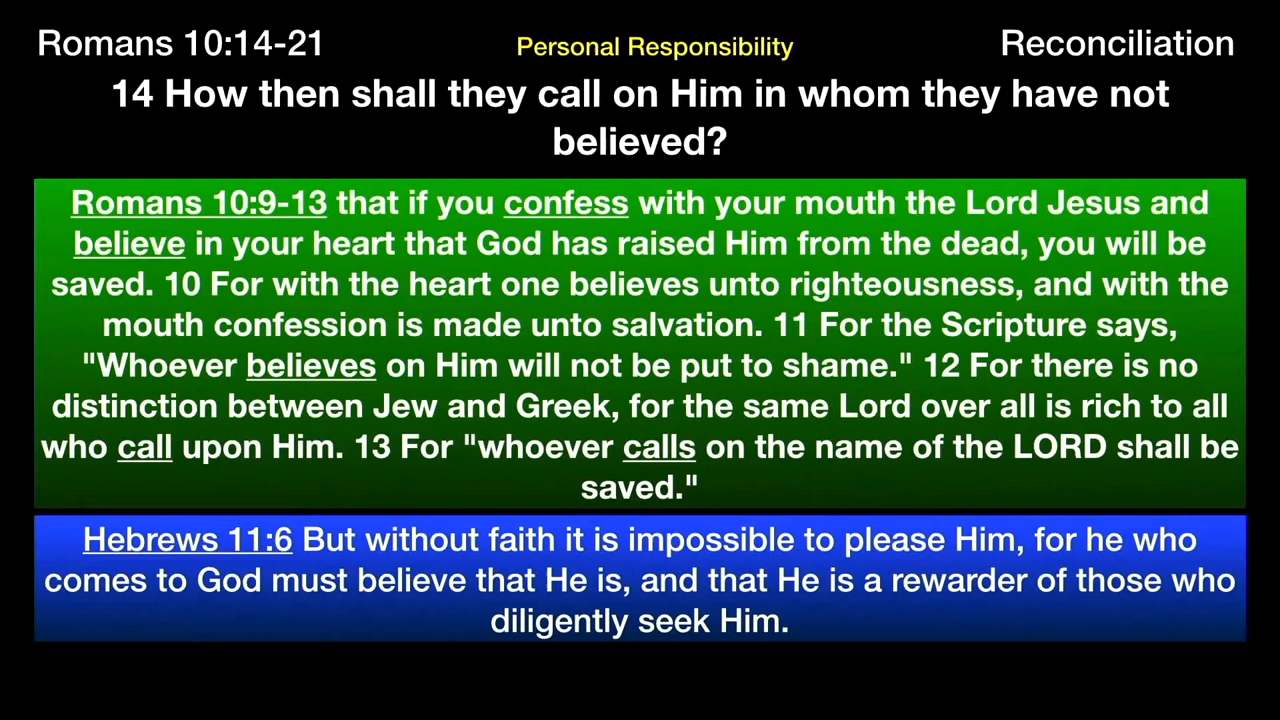 Romans 10:14-21 Personal Responsibility Reconciliation
14 How then shall they call on Him in whom they have not
believed?
Romans 10:9-13 that if you confess with your mouth the Lord Jesus and
believe in your heart that God has raised Him from the dead, you will be
saved. 10 For with the heart one believes unto righteousness, and with the
mouth confession is made unto salvation. 11 For the Scripture says,
"Whoever believes on Him will not be put to shame." 12 For there is no
distinction between Jew and Greek, for the same Lord over all is rich to all
who call upon Him. 13 For "whoever calls on the name of the LORD shall be
saved."
Hebrews 11:6 But without faith it is impossible to please Him, for he who
comes to God must believe that He is, and that He is a rewarder of those who
diligently seek Him.